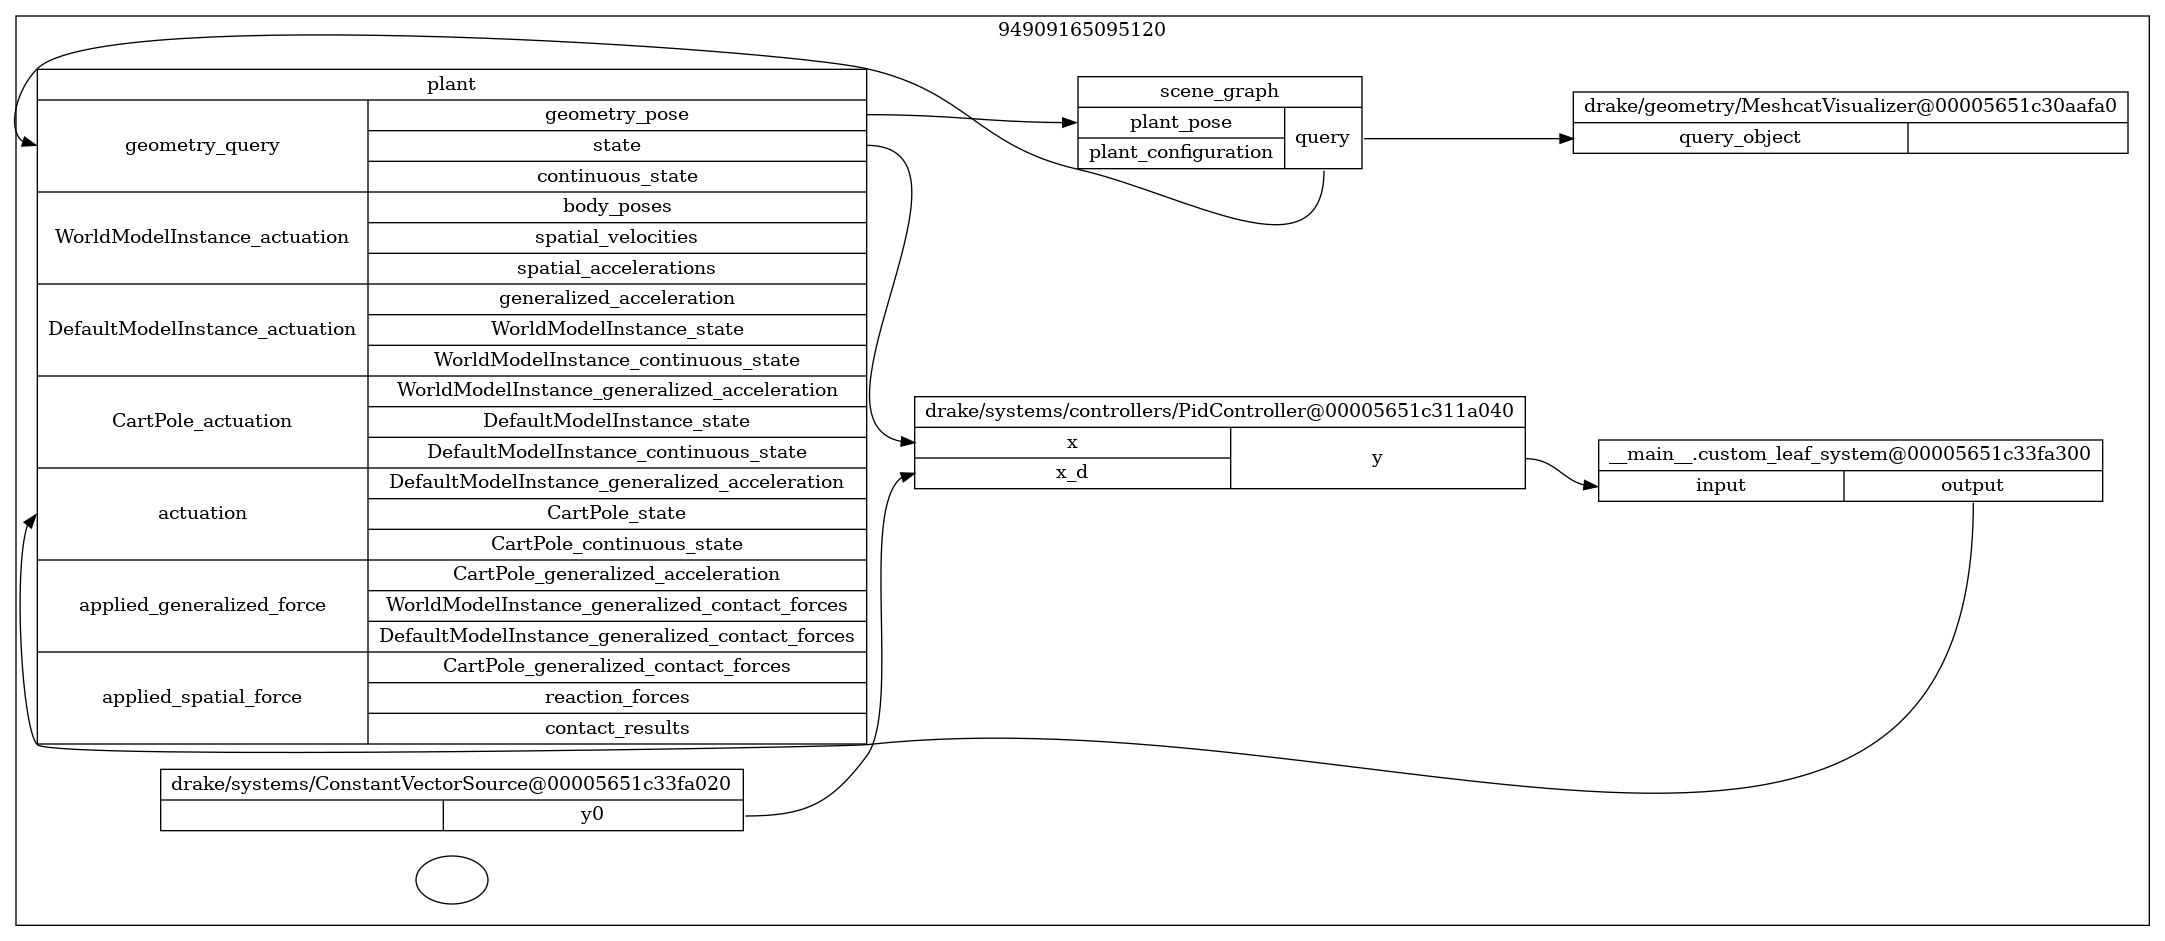 94909165095120
plant
geometry_query
WorldModelInstance_actuation
DefaultModelInstance_actuation
CartPole_actuation
actuation
applied_generalized_force
applied_spatial_force
geometry_pose
state
continuous_state
body_poses
spatial_velocities
spatial_accelerations
generalized_acceleration
WorldModelInstance_state
WorldModelInstance_continuous_state
WorldModelInstance_generalized_acceleration
DefaultModelInstance_state
DefaultModelInstance_continuous_state
DefaultModelInstance_generalized_acceleration
CartPole_state
CartPole_continuous_state
CartPole_generalized_acceleration
WorldModelInstance_generalized_contact_forces
DefaultModelInstance_generalized_contact_forces
CartPole_generalized_contact_forces
reaction_forces
contact_results
scene_graph
plant_pose
plant_configuration
query
drake/geometry/MeshcatVisualizer@00005651c30aafa0
query_object
drake/systems/controllers/PidController@00005651c311a040
x
x_d
y
__main__.custom_leaf_system@00005651c33fa300
input
output
drake/systems/ConstantVectorSource@00005651c33fa020
y0